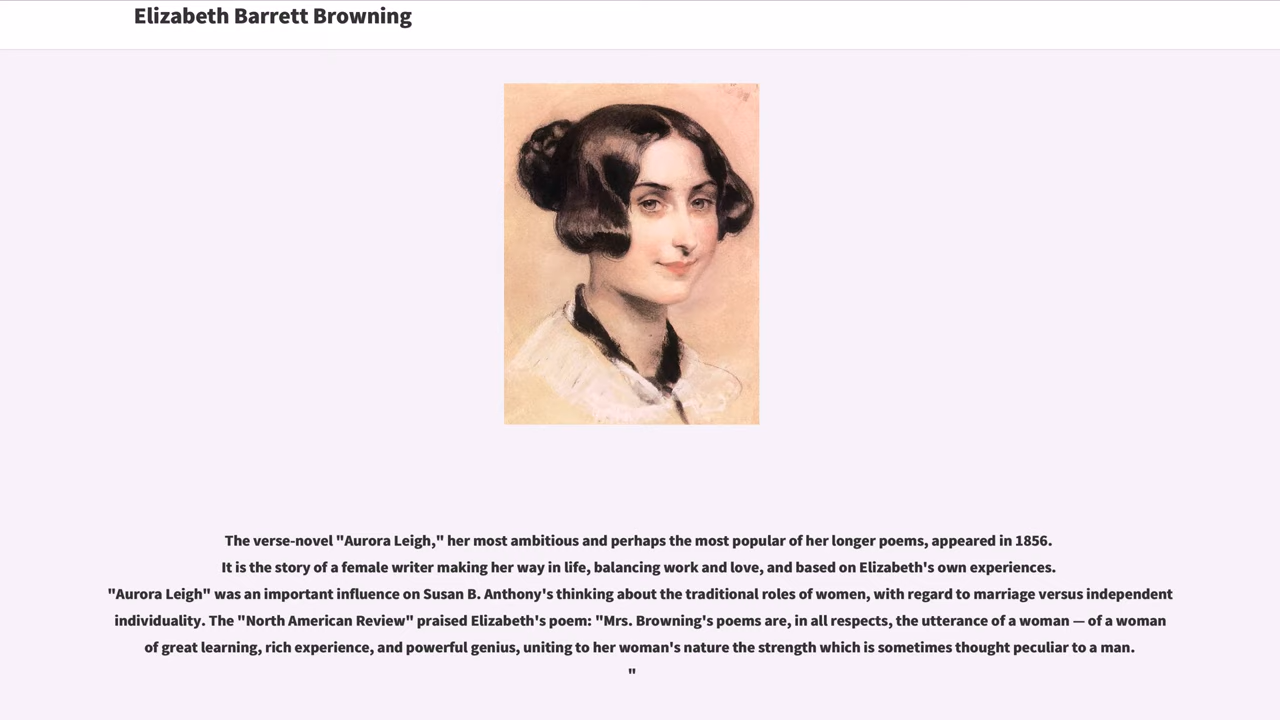 Elizabeth Barrett Browning
The verse-novel "Aurora Leigh," her most ambitious and perhaps the most popular of her longer poems, appeared in 1856.
It is the story of a female writer making her way in life, balancing work and love, and based on Elizabeth's own experiences.
"Aurora Leigh" was an important influence on Susan B. Anthony's thinking about the traditional roles of women, with regard to marriage versus independent
individuality. The "North American Review" praised Elizabeth's poem: "Mrs. Browning's poems are, in all respects, the utterance of a woman — of a woman
of great learning, rich experience, and powerful genius, uniting to her woman's nature the strength which is sometimes thought peculiar to a man.
"